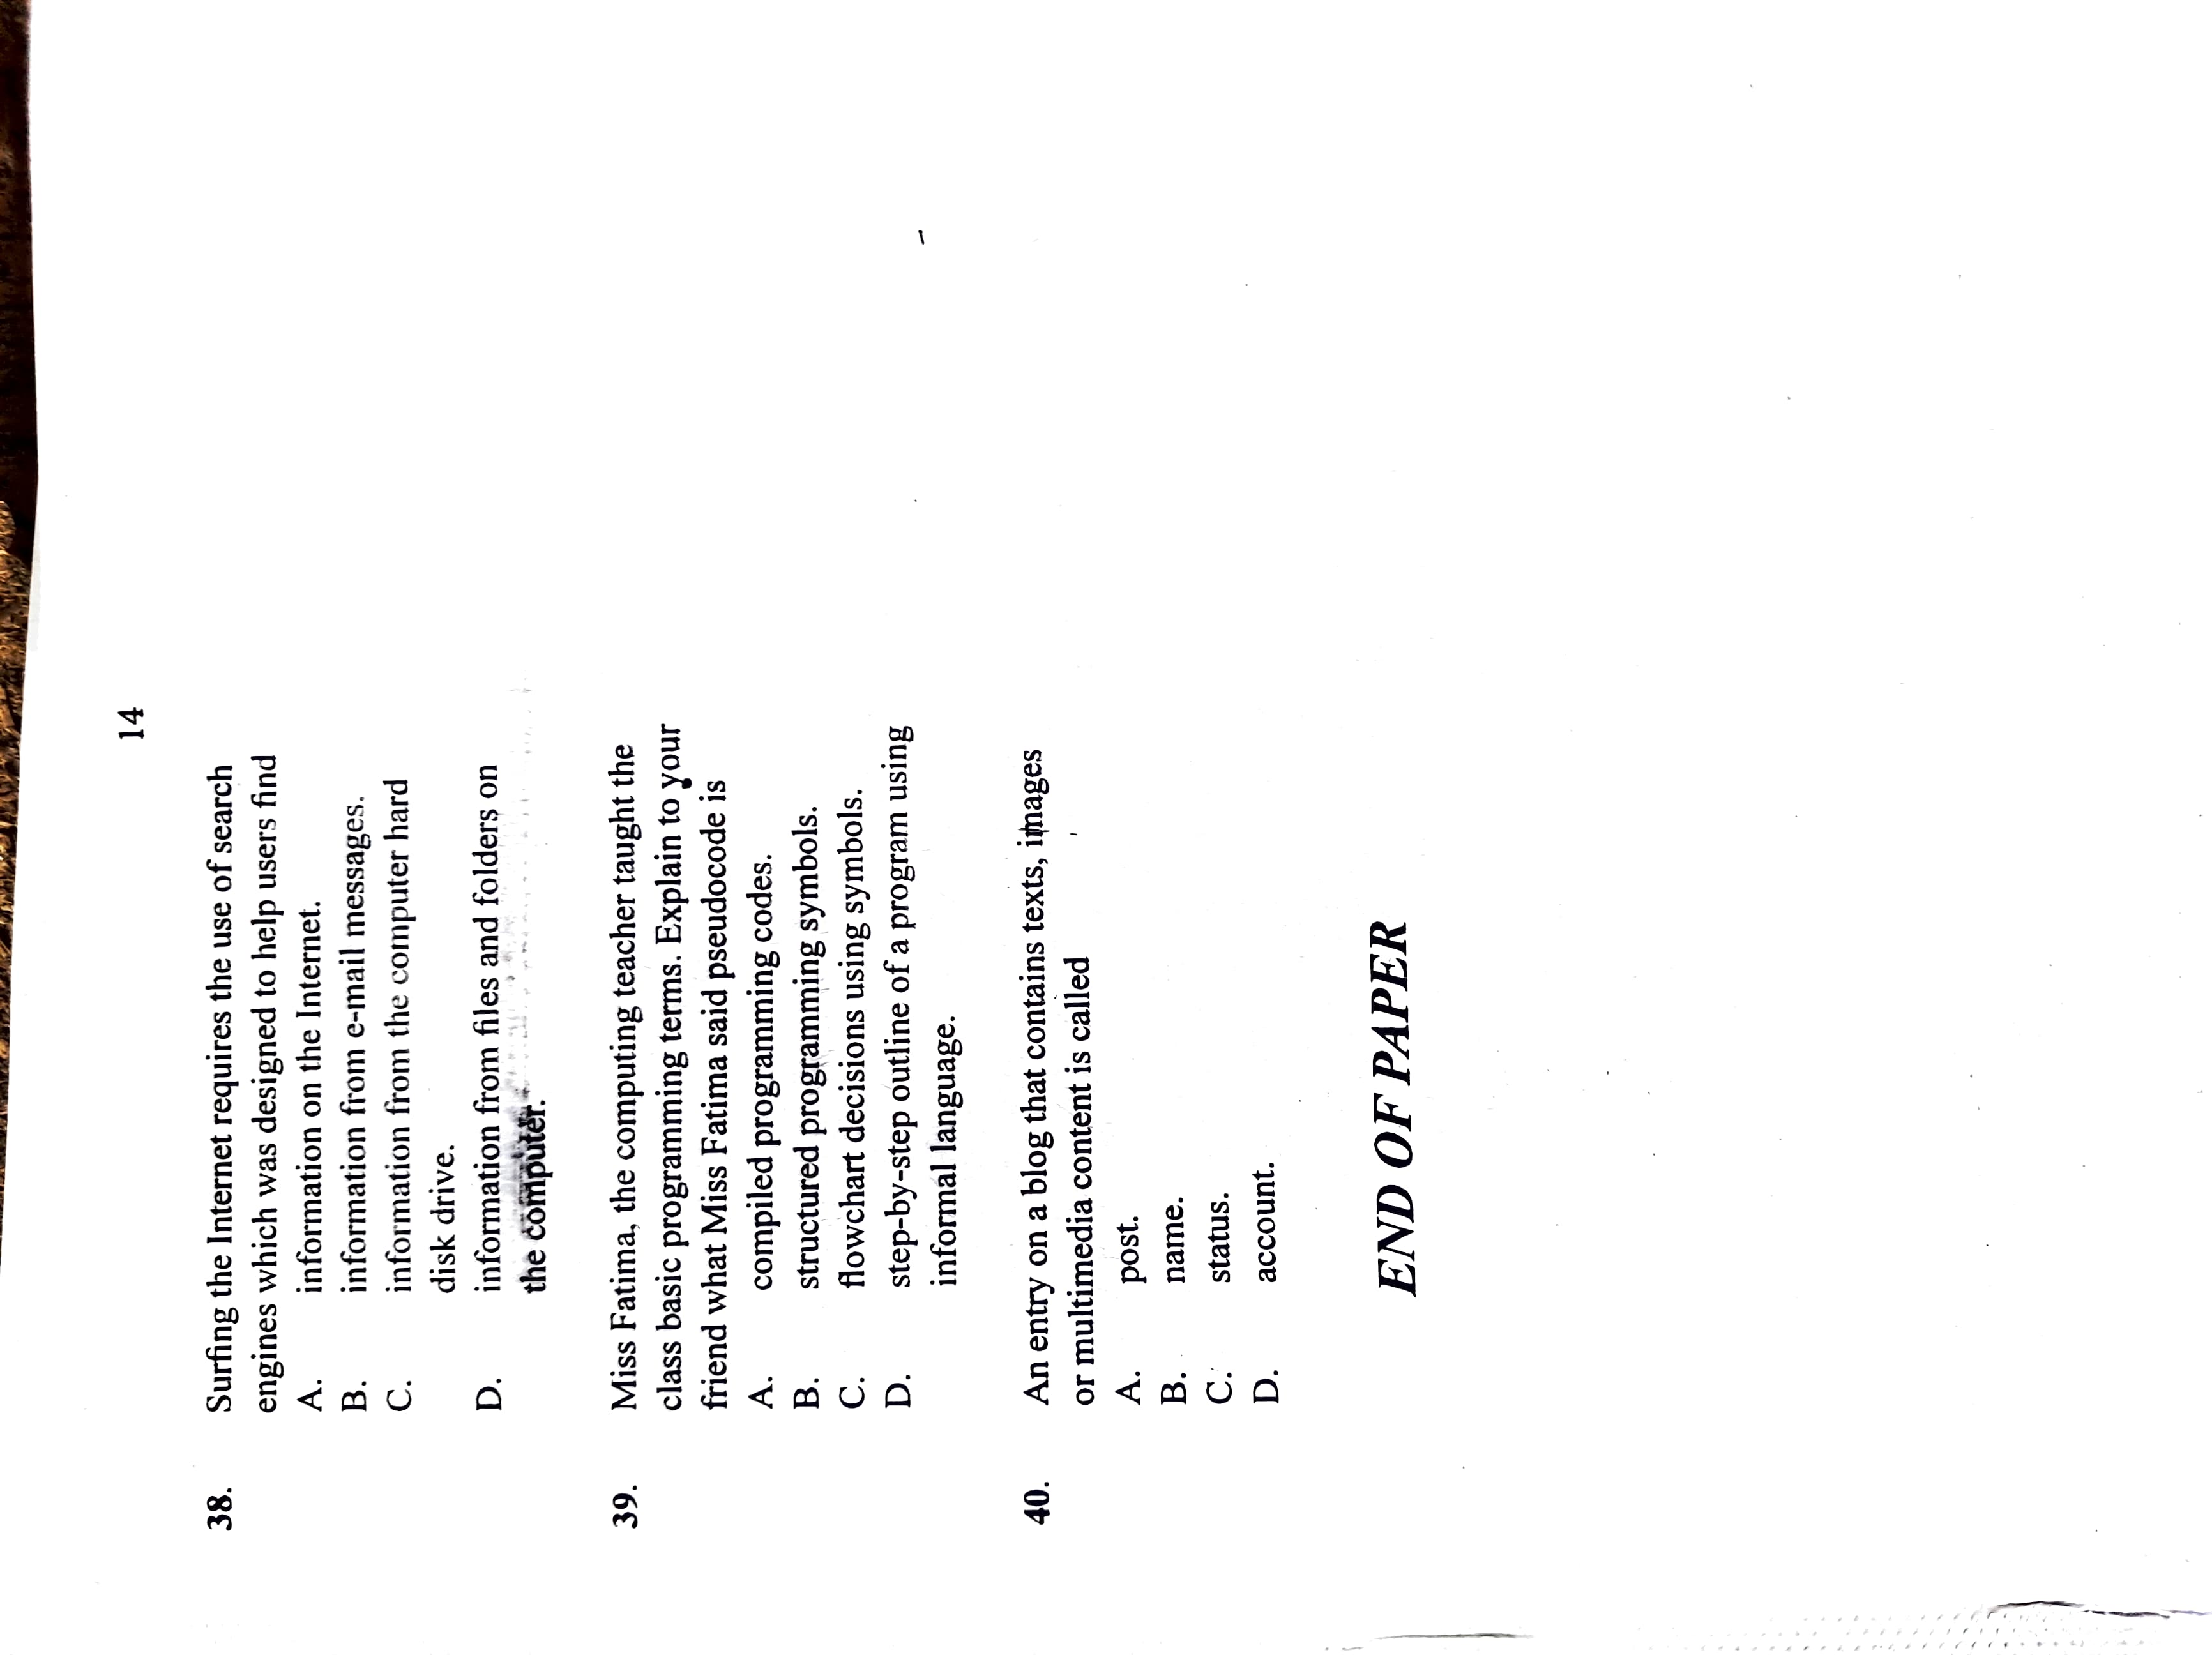 14
38. Surfing the Internet requires the use of search
engines which was designed to help users find
A. information on the Internet.
B. information from e-mail messages.
C. information from the computer hard
disk drive.
D. information from files and folders on
the computer.
39. Miss Fatima, the computing teacher taught the
class basic programming terms. Explain to your
friend what Miss Fatima said pseudocode is
A. compiled programming codes.
B. structured programming symbols.
C. flowchart decisions using symbols.
D. step-by-step outline of a program using
informal language.
40. An entry on a blog that contains texts, images
or multimedia content is called
A. post.
B. name.
C. status.
D. account.
END OF PAPER